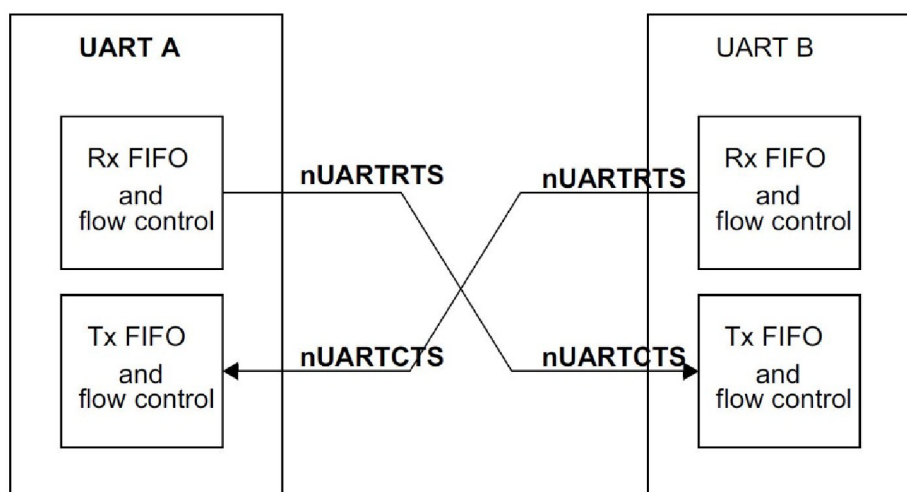 UART A
UART B
Rx FIFO
and
flow control
nUARTRTS
nUARTRTS
Rx FIFO
and
flow control
Tx FIFO
and
flow control
nUARTCTS
nUARTCTS
Tx FIFO
and
flow control